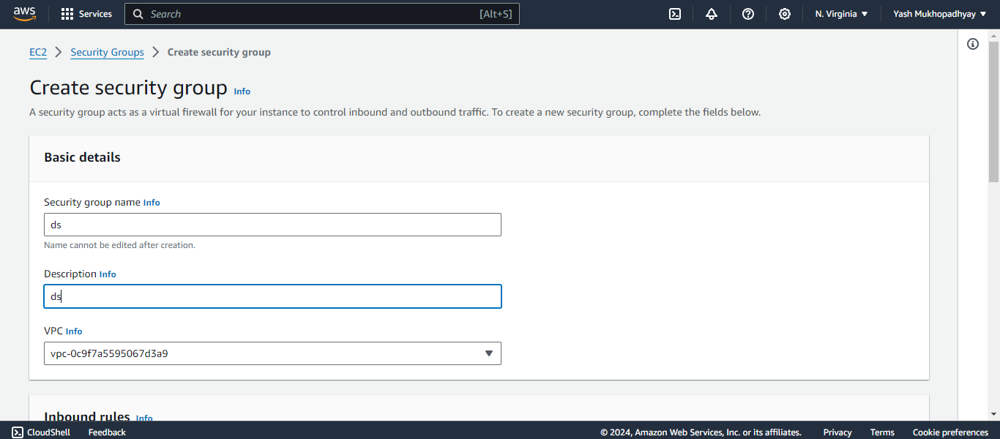 aws Services Search [Alt+S] N. Virginia Yash Mukhopadhyay
EC2 Security Groups Create security group
Create security group Info
A security group acts as a virtual firewall for your instance to control inbound and outbound traffic. To create a new security group, complete the fields below.
Basic details
Security group name Info
ds
Name cannot be edited after creation.
Description Info
ds
VPC Info
vpc-0c9f7a5595067d3a9
Inbound rules Info
CloudShell Feedback © 2024, Amazon Web Services, Inc. or its affiliates. Privacy Terms Cookie preferences